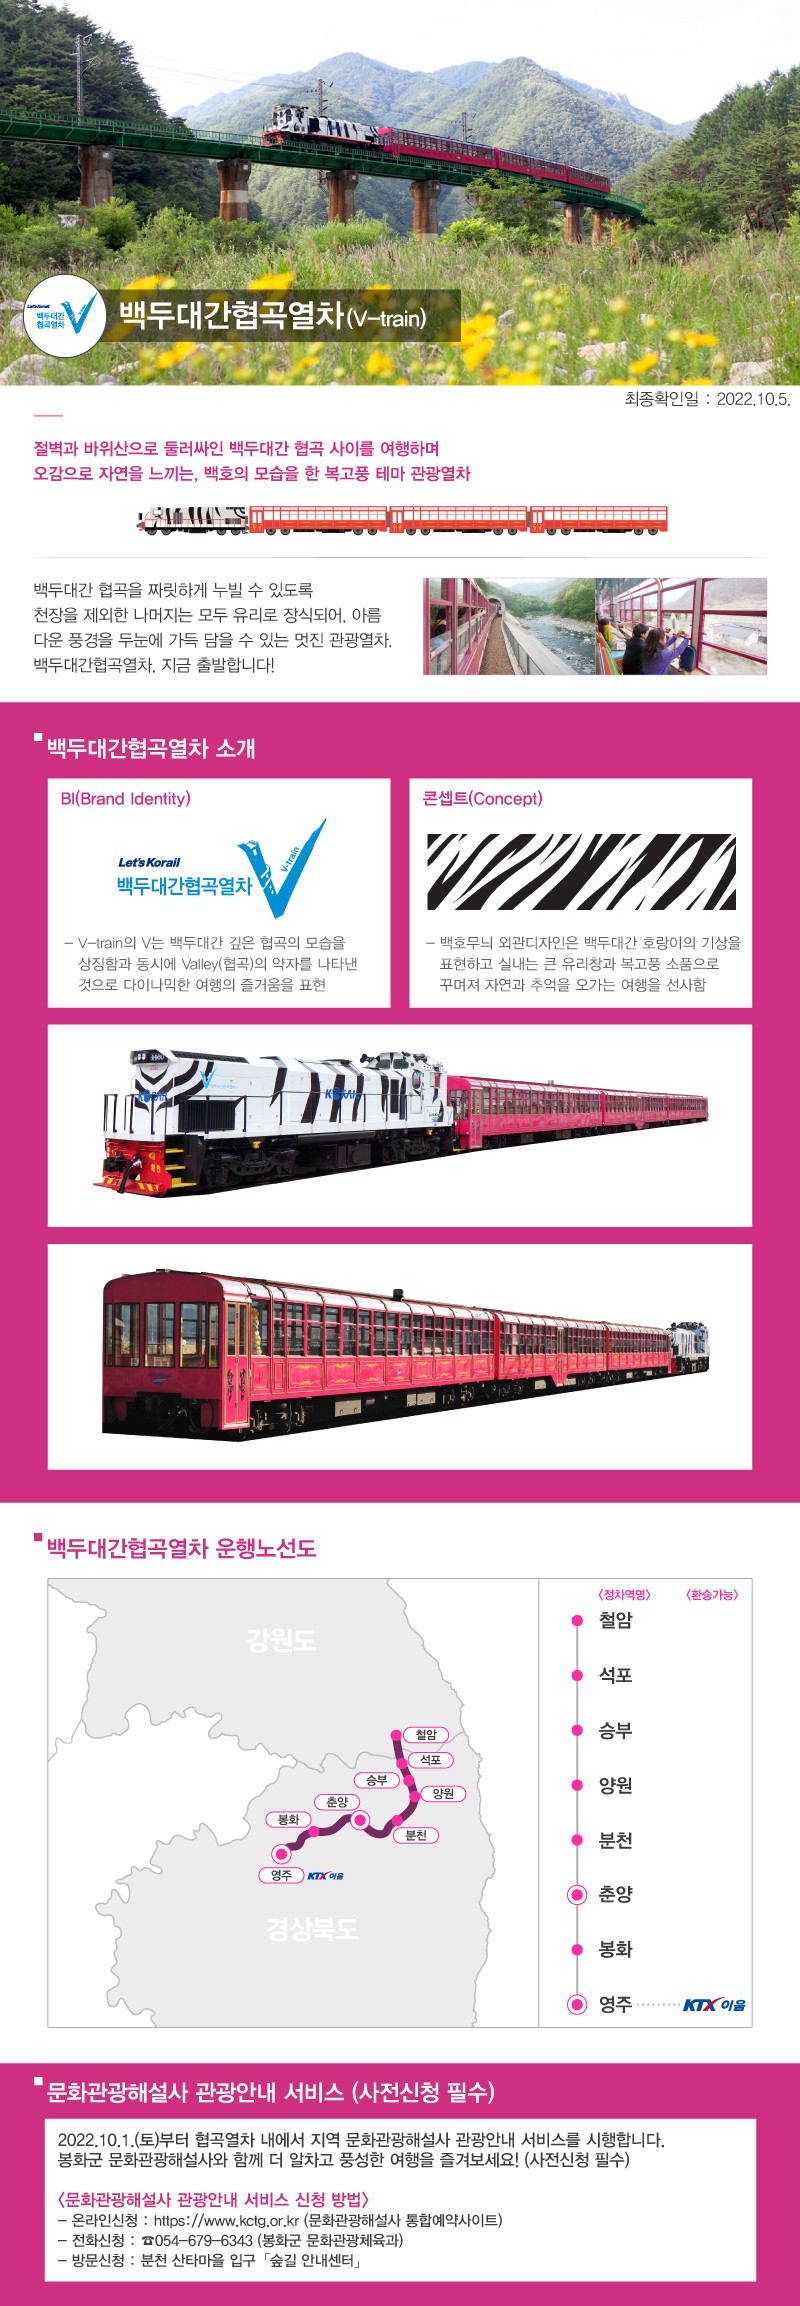 Let's Korail
백두대간
협곡열차
백두대간협곡열차(V-train)
최종확인일 : 2022.10.5.
절벽과 바위산으로 둘러싸인 백두대간 협곡 사이를 여행하며
오감으로 자연을 느끼는, 백호의 모습을 한 복고풍 테마 관광열차
백두대간 협곡을 짜릿하게 누빌 수 있도록
천장을 제외한 나머지는 모두 유리로 장식되어, 아름
다운 풍경을 두눈에 가득 담을 수 있는 멋진 관광열차.
백두대간협곡열차, 지금 출발합니다!
백두대간협곡열차 소개
BI(Brand Identity)
Let's Korail
백두대간협곡열차
V-train
- V-train의 V는 백두대간 깊은 협곡의 모습을
상징함과 동시에 Valley(협곡)의 약자를 나타낸
것으로 다이나믹한 여행의 즐거움을 표현
콘셉트(Concept)
- 백호무늬 외관디자인은 백두대간 호랑이의 기상을
표현하고 실내는 큰 유리창과 복고풍 소품으로
꾸며져 자연과 추억을 오가는 여행을 선사함
KORAIL
KORAIL
백두대간협곡열차 운행노선도
강원도
철암
석포
승부
양원
춘양
봉화
분천
영주 KTX 이음
경상북도
<정차역명> <환승가능>
철암
석포
승부
양원
분천
춘양
봉화
영주 KTX 이음
문화관광해설사 관광안내 서비스 (사전신청 필수)
2022.10.1.(토)부터 협곡열차 내에서 지역 문화관광해설사 관광안내 서비스를 시행합니다.
봉화군 문화관광해설사와 함께 더 알차고 풍성한 여행을 즐겨보세요! (사전신청 필수)
<문화관광해설사 관광안내 서비스 신청 방법>
- 온라인신청 : https://www.kctg.or.kr (문화관광해설사 통합예약사이트)
- 전화신청 : ☎054-679-6343 (봉화군 문화관광체육과)
- 방문신청 : 분천 산타마을 입구 「숲길 안내센터」